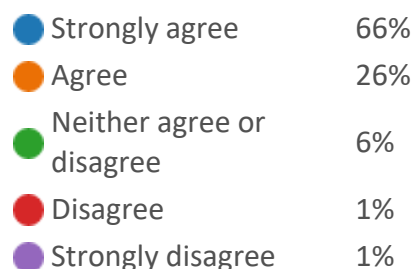 Strongly agree 66%
Agree 26%
Neither agree or
disagree 6%
Disagree 1%
Strongly disagree 1%